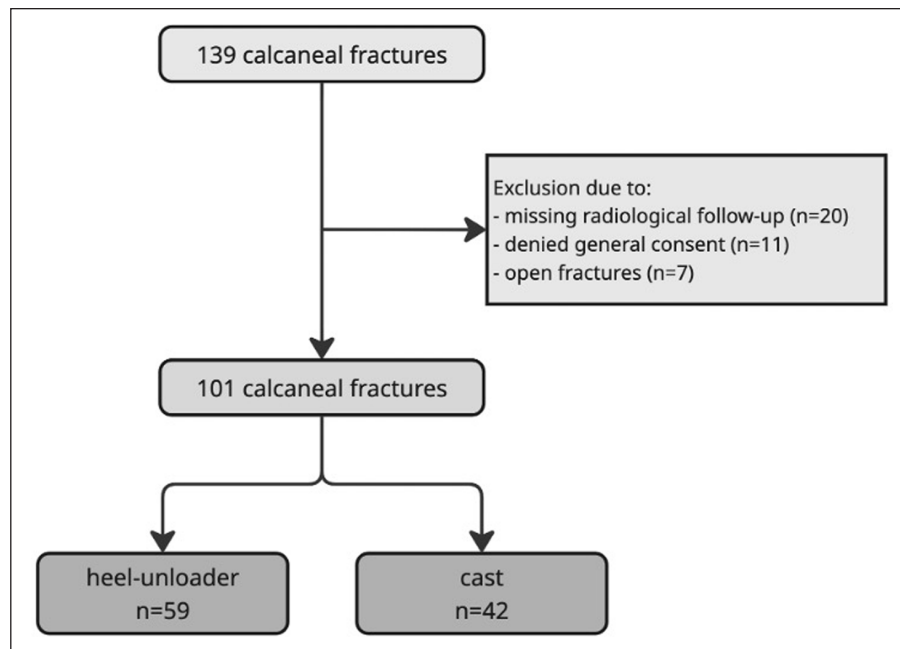 139 calcaneal fractures
Exclusion due to:
- missing radiological follow-up (n=20)
- denied general consent (n=11)
- open fractures (n=7)
101 calcaneal fractures
heel-unloader
n=59
cast
n=42